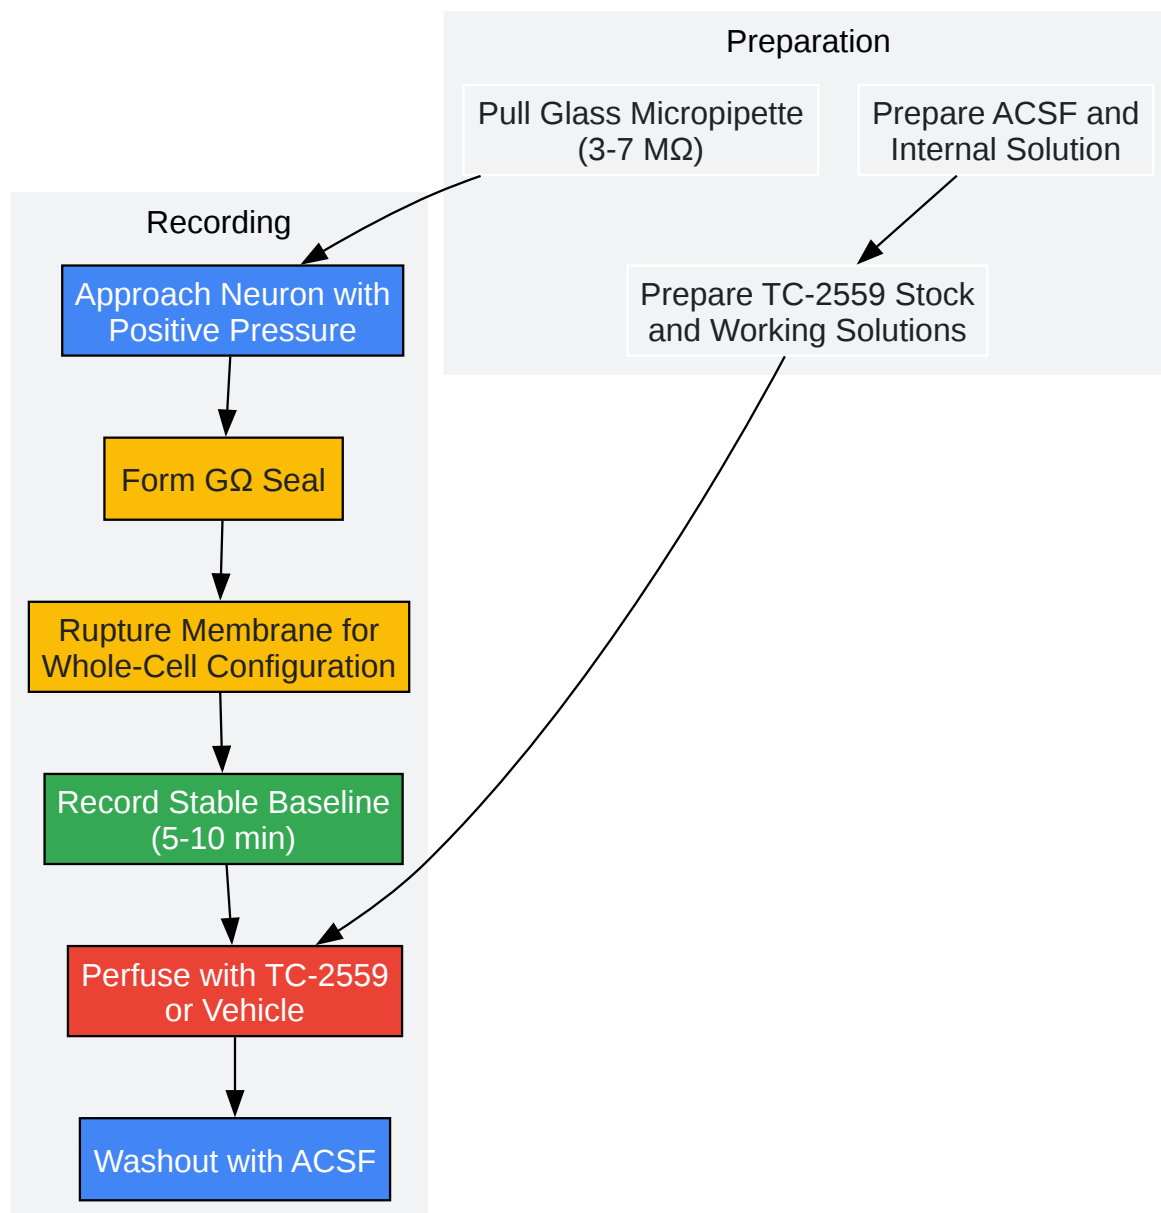 Preparation
Pull Glass Micropipette
(3-7 MΩ)
Prepare ACSF and
Internal Solution
Prepare TC-2559 Stock
and Working Solutions
Recording
Approach Neuron with
Positive Pressure
Form GΩ Seal
Rupture Membrane for
Whole-Cell Configuration
Record Stable Baseline
(5-10 min)
Perfuse with TC-2559
or Vehicle
Washout with ACSF